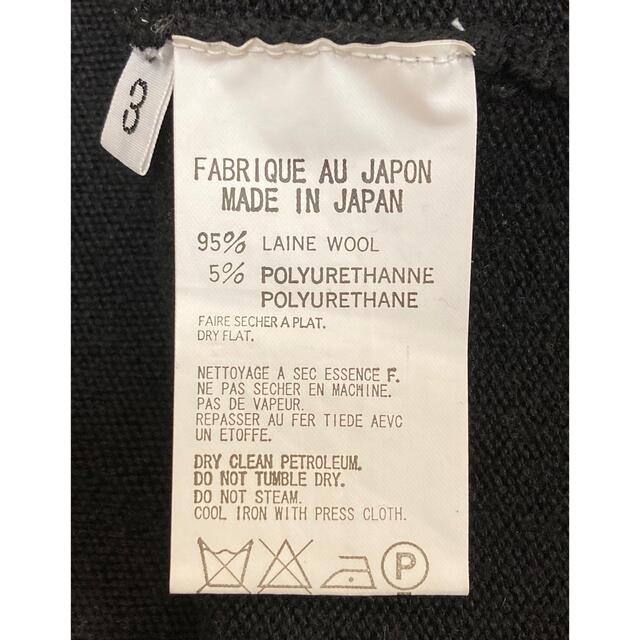 3
FABRIQUE AU JAPON
MADE IN JAPAN
95% LAINE WOOL
5% POLYURETHANNE
POLYURETHANE
FAIRE SECHER A PLAT.
DRY FLAT.
NETTOYAGE A SEC ESSENCE F.
NE PAS SECHER EN MACHINE.
PAS DE VAPEUR.
REPASSER AU FER TIEDE AEVC
UN ETOFFE.
DRY CLEAN PETROLEUM.
DO NOT TUMBLE DRY.
DO NOT STEAM.
COOL IRON WITH PRESS CLOTH.
P